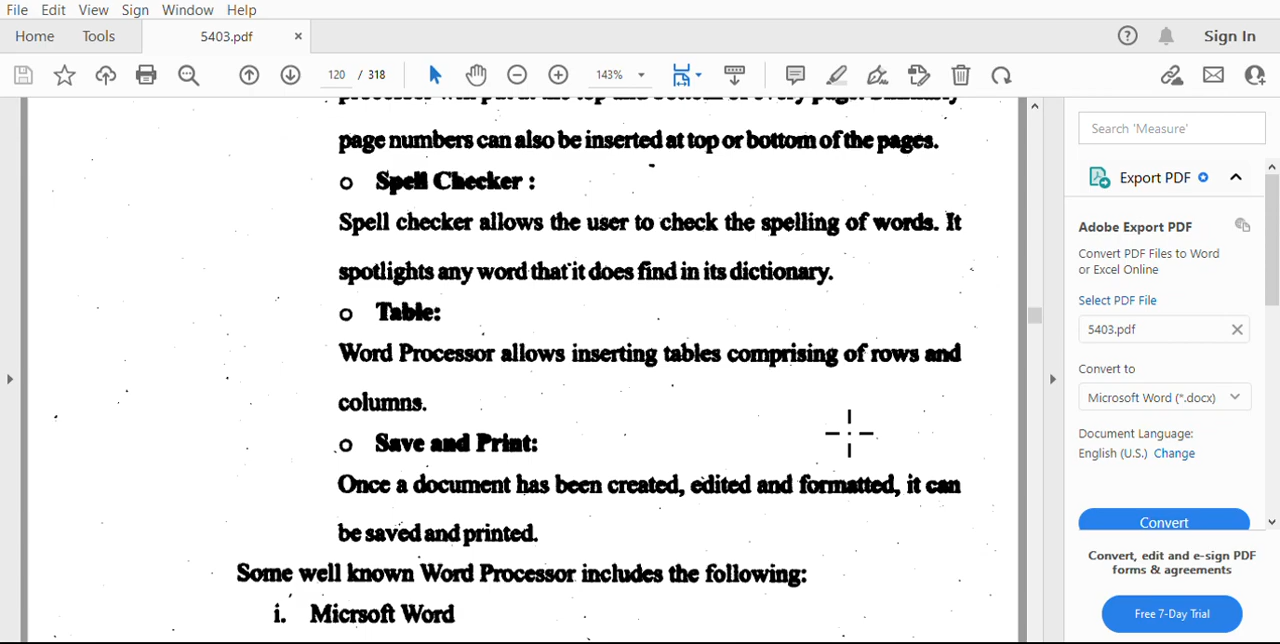 File Edit View Sign Window Help
Home Tools 5403.pdf × ? Sign In
120 / 318 143%
page numbers can also be inserted at top or bottom of the pages.
o Spell Checker :
Spell checker allows the user to check the spelling of words. It
spotlights any word that it does find in its dictionary.
o Table:
Word Processor allows inserting tables comprising of rows and
columns.
o Save and Print:
Once a document has been created, edited and formatted, it can
be saved and printed.
Some well known Word Processor includes the following:
i. Micrsoft Word
Search 'Measure'
Export PDF
Adobe Export PDF
Convert PDF Files to Word
or Excel Online
Select PDF File
5403.pdf
Convert to
Microsoft Word (*.docx)
Document Language:
English (U.S.) Change
Convert
Convert, edit and e-sign PDF
forms & agreements
Free 7-Day Trial